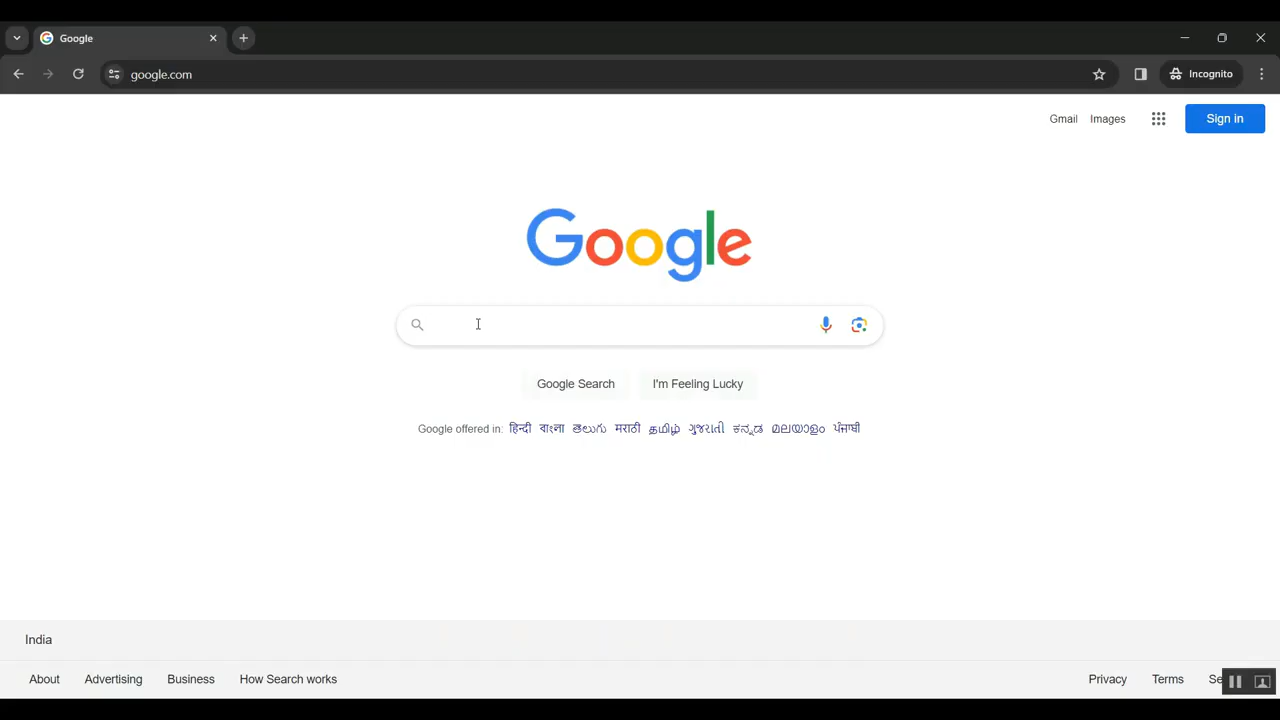 Google
google.com
Incognito
Gmail Images Sign in
Google
Google Search I'm Feeling Lucky
Google offered in: हिन्दी বাংলা తెలుగు मराठी தமிழ் ગુજરાતી ಕನ್ನಡ മലയാളം ਪੰਜਾਬੀ
India
About Advertising Business How Search works Privacy Terms Se